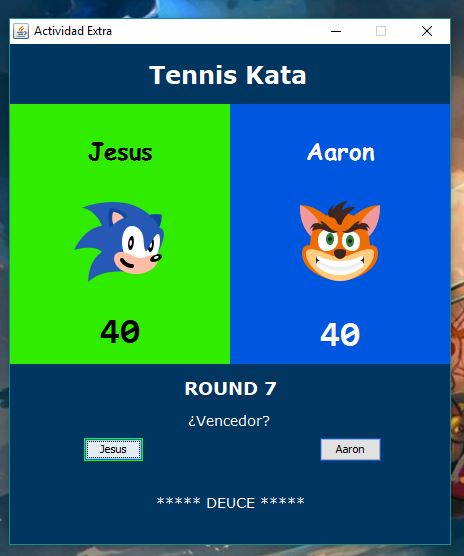 Actividad Extra
Tennis Kata
Jesus Aaron
40 40
ROUND 7
¿Vencedor?
Jesus Aaron
***** DEUCE *****